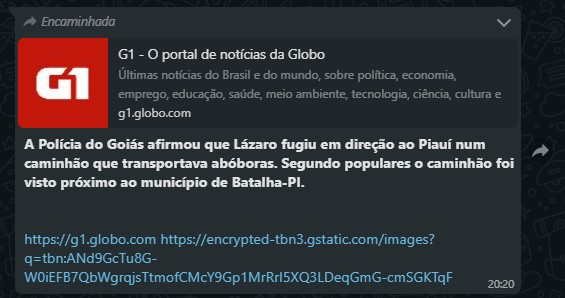 Encaminhada
G1
G1 - O portal de notícias da Globo
Últimas notícias do Brasil e do mundo, sobre política, economia,
emprego, educação, saúde, meio ambiente, tecnologia, ciência, cultura e
g1.globo.com
A Polícia do Goiás afirmou que Lázaro fugiu em direção ao Piauí num
caminhão que transportava abóboras. Segundo populares o caminhão foi
visto próximo ao município de Batalha-PI.
https://g1.globo.com https://encrypted-tbn3.gstatic.com/images?
q=tbn:ANd9GcTu8G-
W0iEFB7QbWgrqjsTtmofCMcY9Gp1MrRrI5XQ3LDeqGmG-cmSGKTqF
20:20